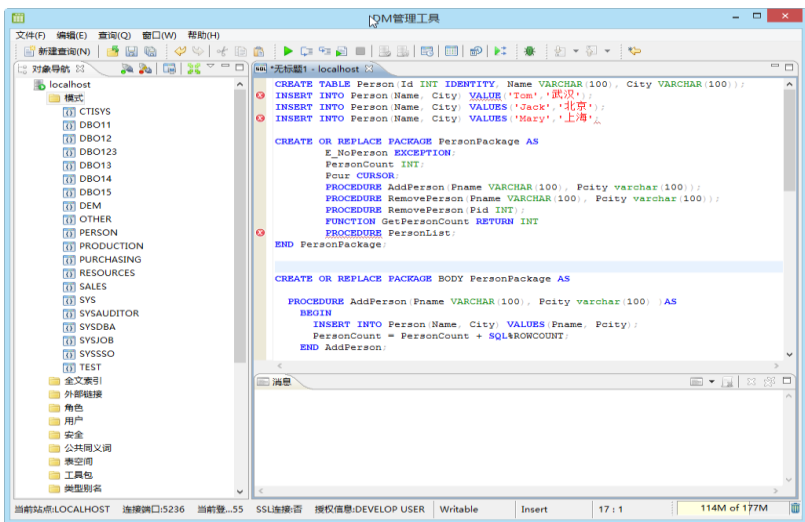 DM管理工具
文件(F) 编辑(E) 查询(Q) 窗口(W) 帮助(H)
新建查询(N)
对象导航
*无标题1 - localhost
localhost
模式
CTISYS
DBO11
DBO12
DBO123
DBO13
DBO14
DBO15
DEM
OTHER
PERSON
PRODUCTION
PURCHASING
RESOURCES
SALES
SYS
SYSAUDITOR
SYSDBA
SYSJOB
SYSSSO
TEST
全文索引
外部链接
角色
用户
安全
公共同义词
表空间
工具包
类型别名
CREATE TABLE Person(Id INT IDENTITY, Name VARCHAR(100), City VARCHAR(100));
INSERT INTO Person(Name, City) VALUE('Tom','武汉');
INSERT INTO Person(Name, City) VALUES('Jack','北京');
INSERT INTO Person(Name, City) VALUES('Mary','上海';
CREATE OR REPLACE PACKAGE PersonPackage AS
E_NoPerson EXCEPTION;
PersonCount INT;
Pcur CURSOR;
PROCEDURE AddPerson(Pname VARCHAR(100), Pcity varchar(100));
PROCEDURE RemovePerson(Pname VARCHAR(100), Pcity varchar(100));
PROCEDURE RemovePerson(Pid INT);
FUNCTION GetPersonCount RETURN INT
PROCEDURE PersonList;
END PersonPackage;
CREATE OR REPLACE PACKAGE BODY PersonPackage AS
PROCEDURE AddPerson(Pname VARCHAR(100), Pcity varchar(100) )AS
BEGIN
INSERT INTO Person(Name, City) VALUES(Pname, Pcity);
PersonCount = PersonCount + SQL%ROWCOUNT;
END AddPerson;
消息
当前站点:LOCALHOST 连接端口:5236 当前登...55 SSL连接:否 授权信息:DEVELOP USER Writable Insert 17 : 1 114M of 177M